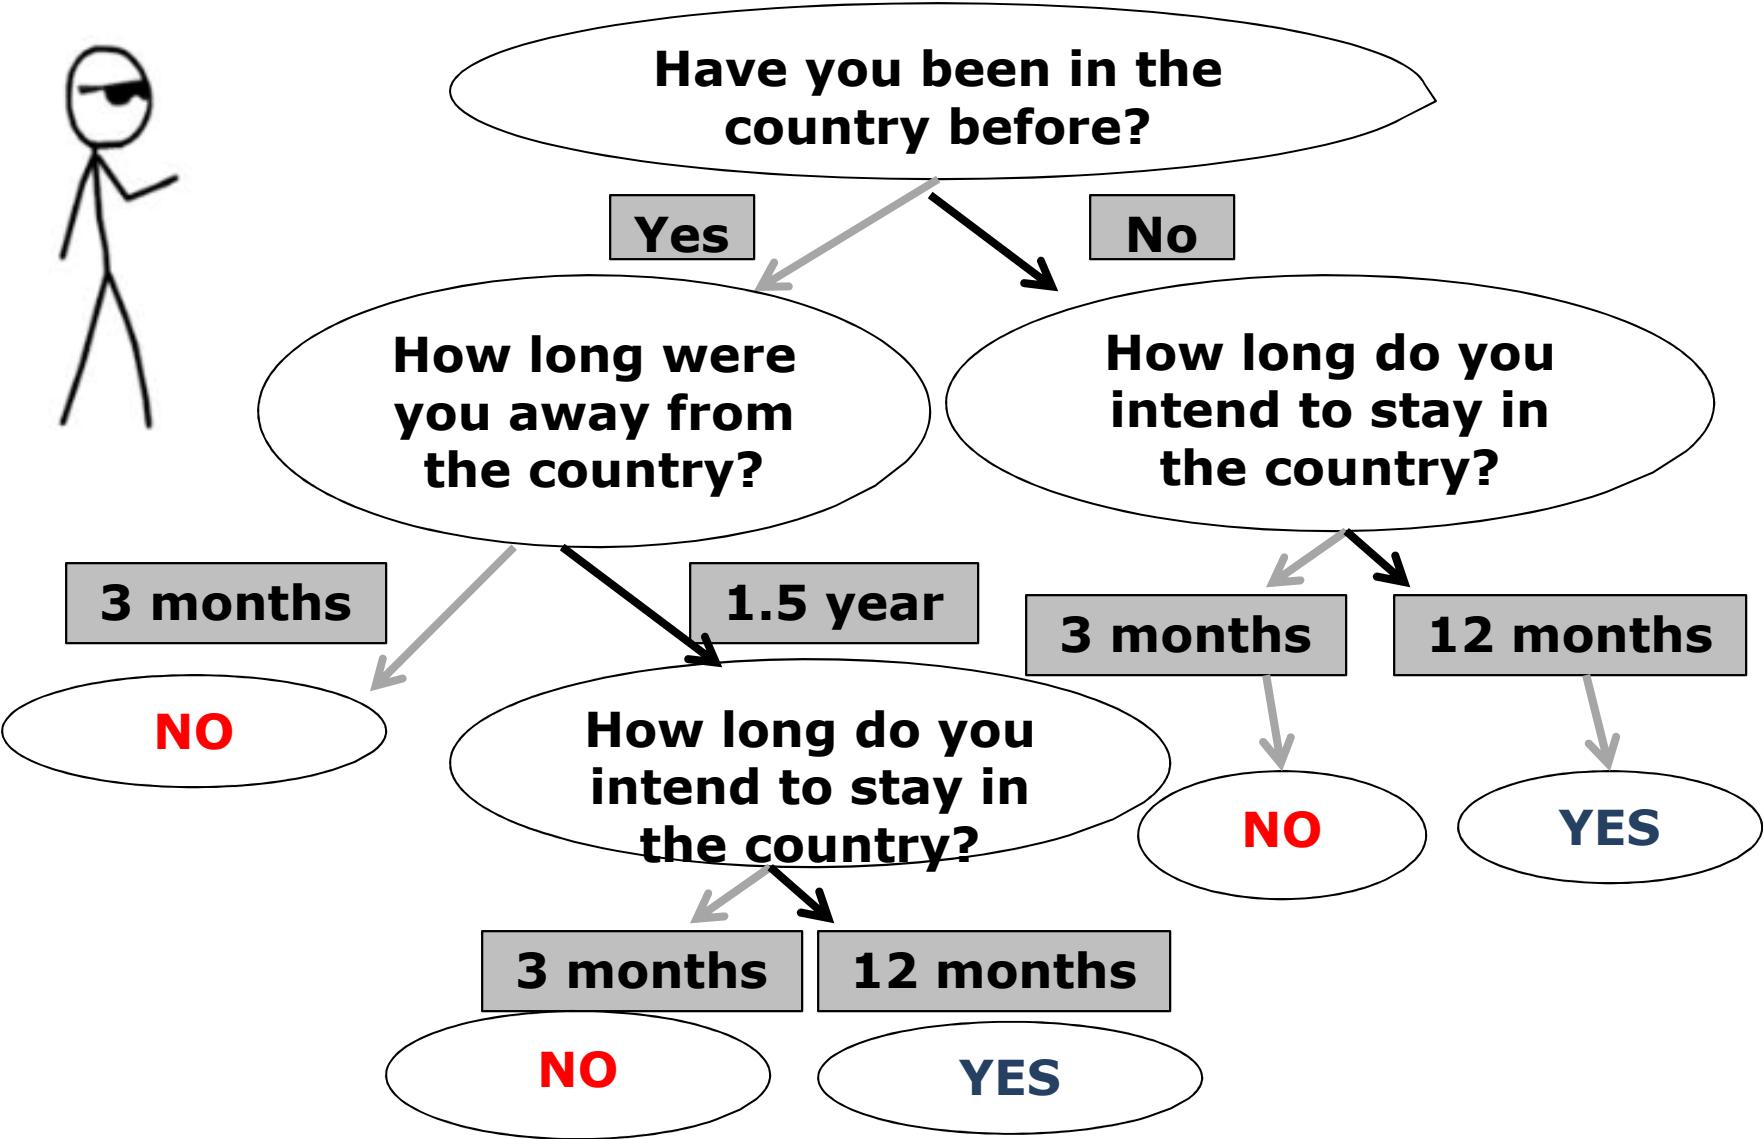 Have you been in the
country before?
Yes
No
How long were
you away from
the country?
How long do you
intend to stay in
the country?
3 months
1.5 year
3 months
12 months
NO
How long do you
intend to stay in
the country?
NO
YES
3 months
12 months
NO
YES